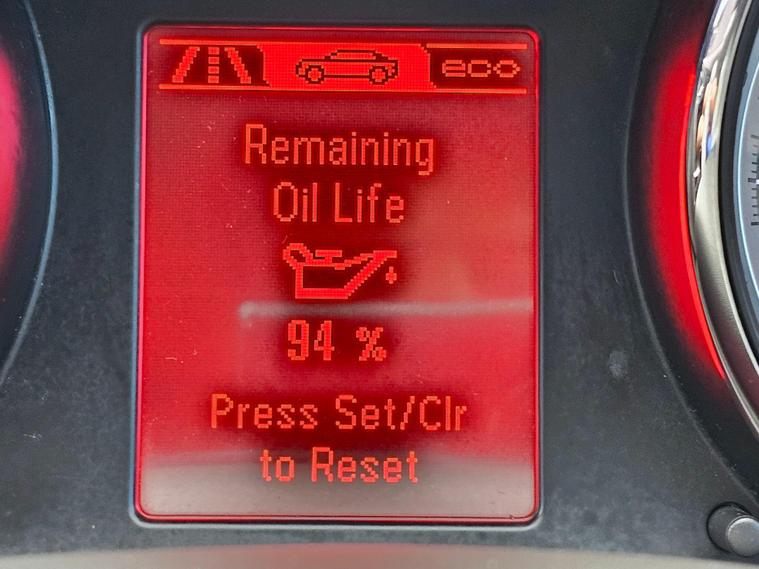 eco
Remaining
Oil Life
94 %
Press Set/Clr
to Reset